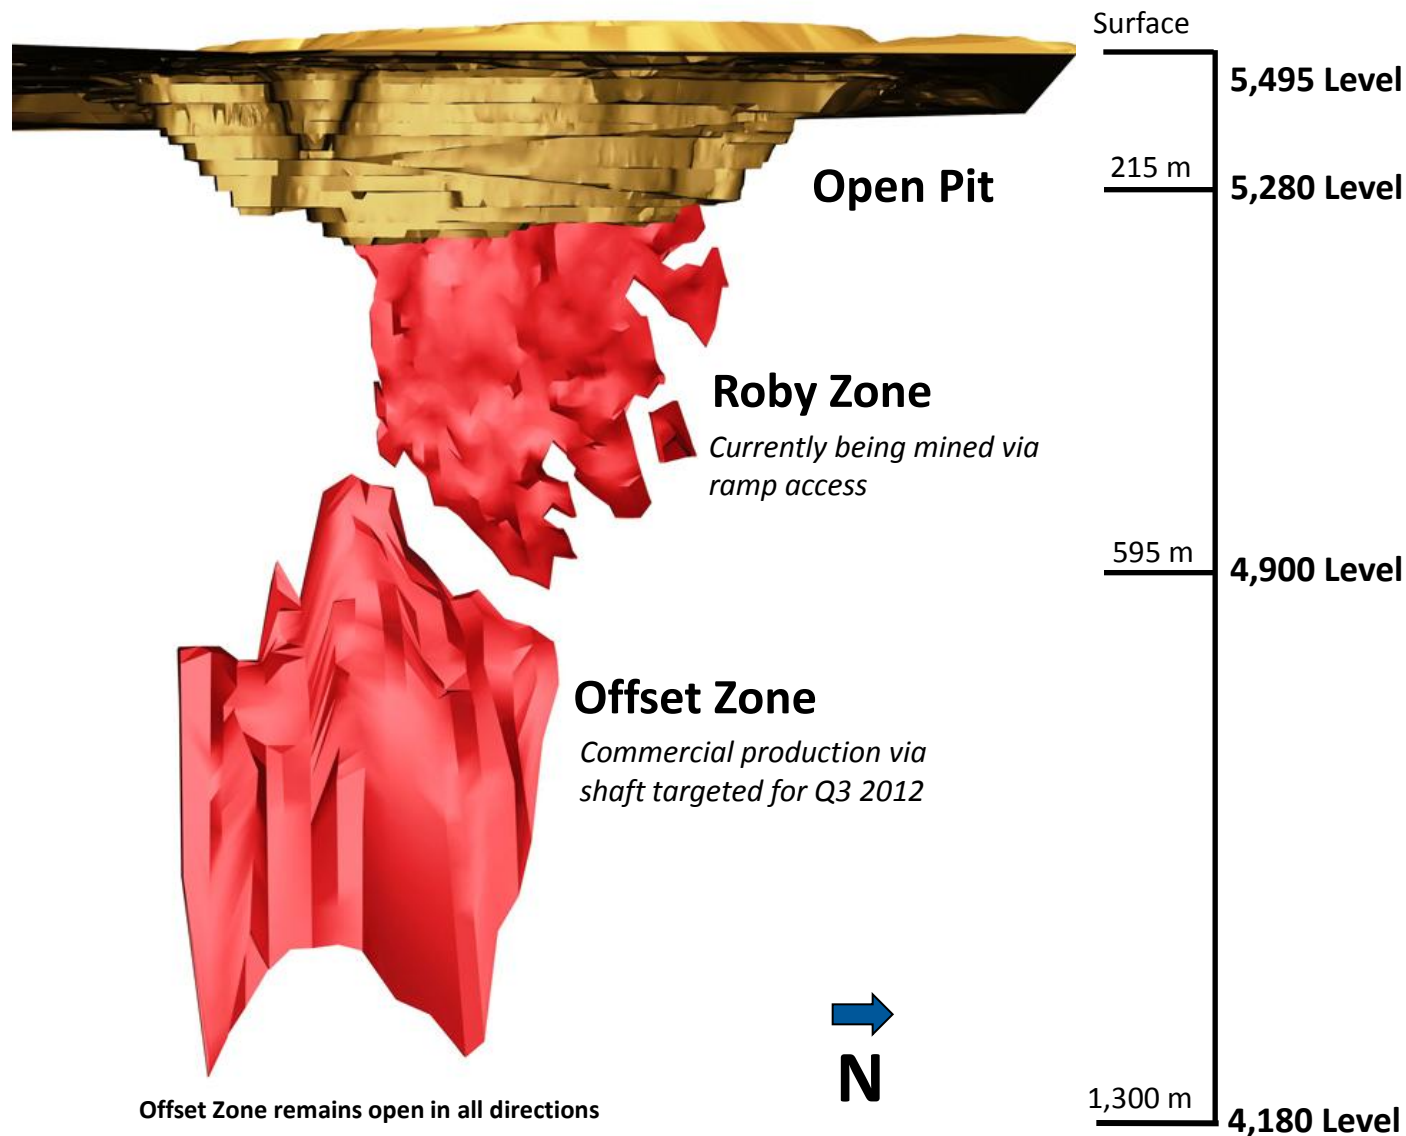 Surface
5,495 Level
215 m
5,280 Level
Open Pit
Roby Zone
Currently being mined via
ramp access
595 m
4,900 Level
Offset Zone
Commercial production via
shaft targeted for Q3 2012
N
1,300 m
4,180 Level
Offset Zone remains open in all directions